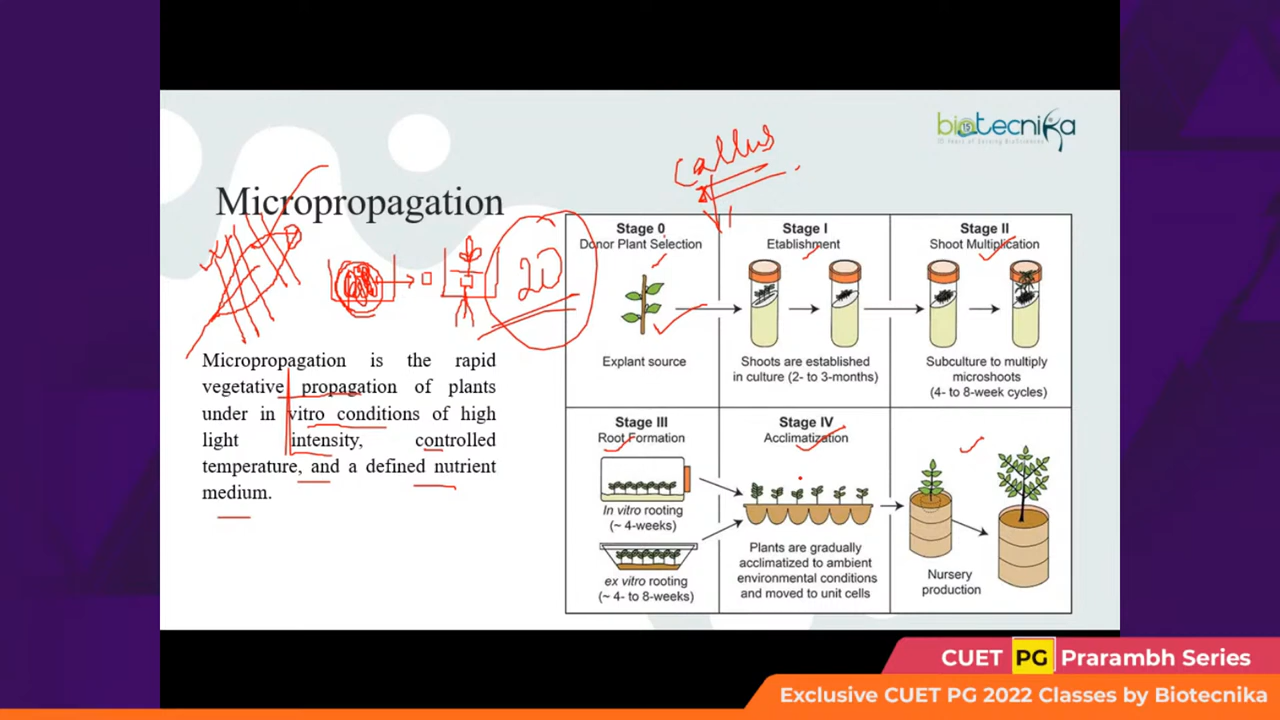 biotecnika
Callus
Micropropagation
20
Micropropagation is the rapid
vegetative propagation of plants
under in vitro conditions of high
light intensity, controlled
temperature, and a defined nutrient
medium.
Stage 0
Donor Plant Selection
Explant source
Stage I
Etablishment
Shoots are established
in culture (2- to 3-months)
Stage II
Shoot Multiplication
Subculture to multiply
microshoots
(4- to 8-week cycles)
Stage III
Root Formation
In vitro rooting
(~ 4-weeks)
ex vitro rooting
(~ 4- to 8-weeks)
Stage IV
Acclimatization
Plants are gradually
acclimatized to ambient
environmental conditions
and moved to unit cells
Nursery
production
CUET PG Prarambh Series
Exclusive CUET PG 2022 Classes by Biotecnika